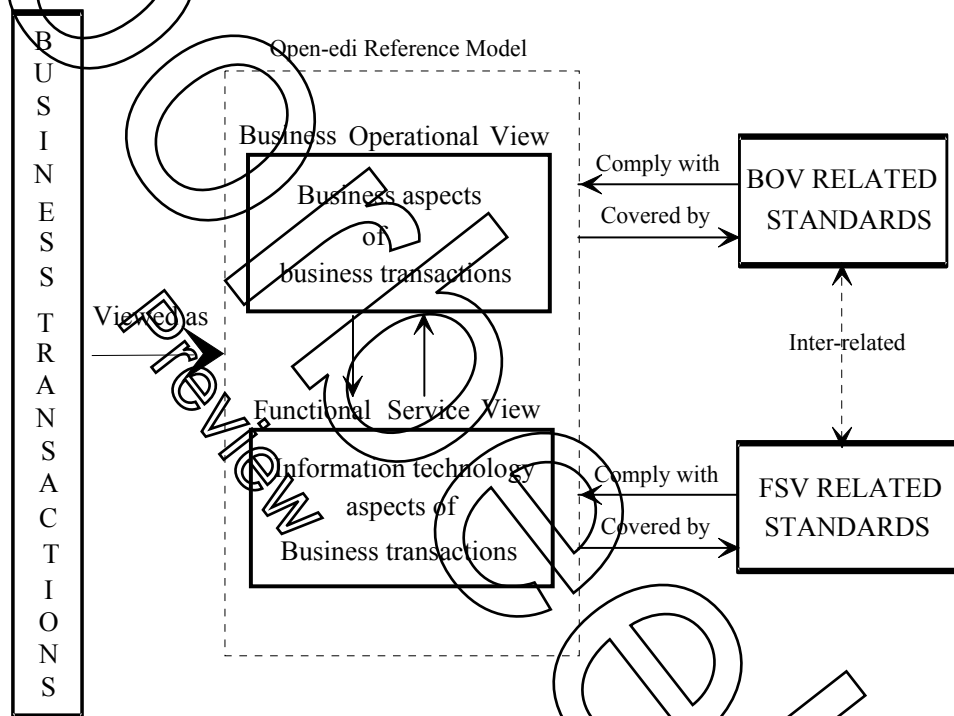 BUSINESS TRANSACTIONS
Open-edi Reference Model
Business Operational View
Business aspects
of
business transactions
Viewed as
Functional Service View
Information technology
aspects of
Business transactions
Comply with
Covered by
BOV RELATED
STANDARDS
Inter-related
Comply with
Covered by
FSV RELATED
STANDARDS
Preview